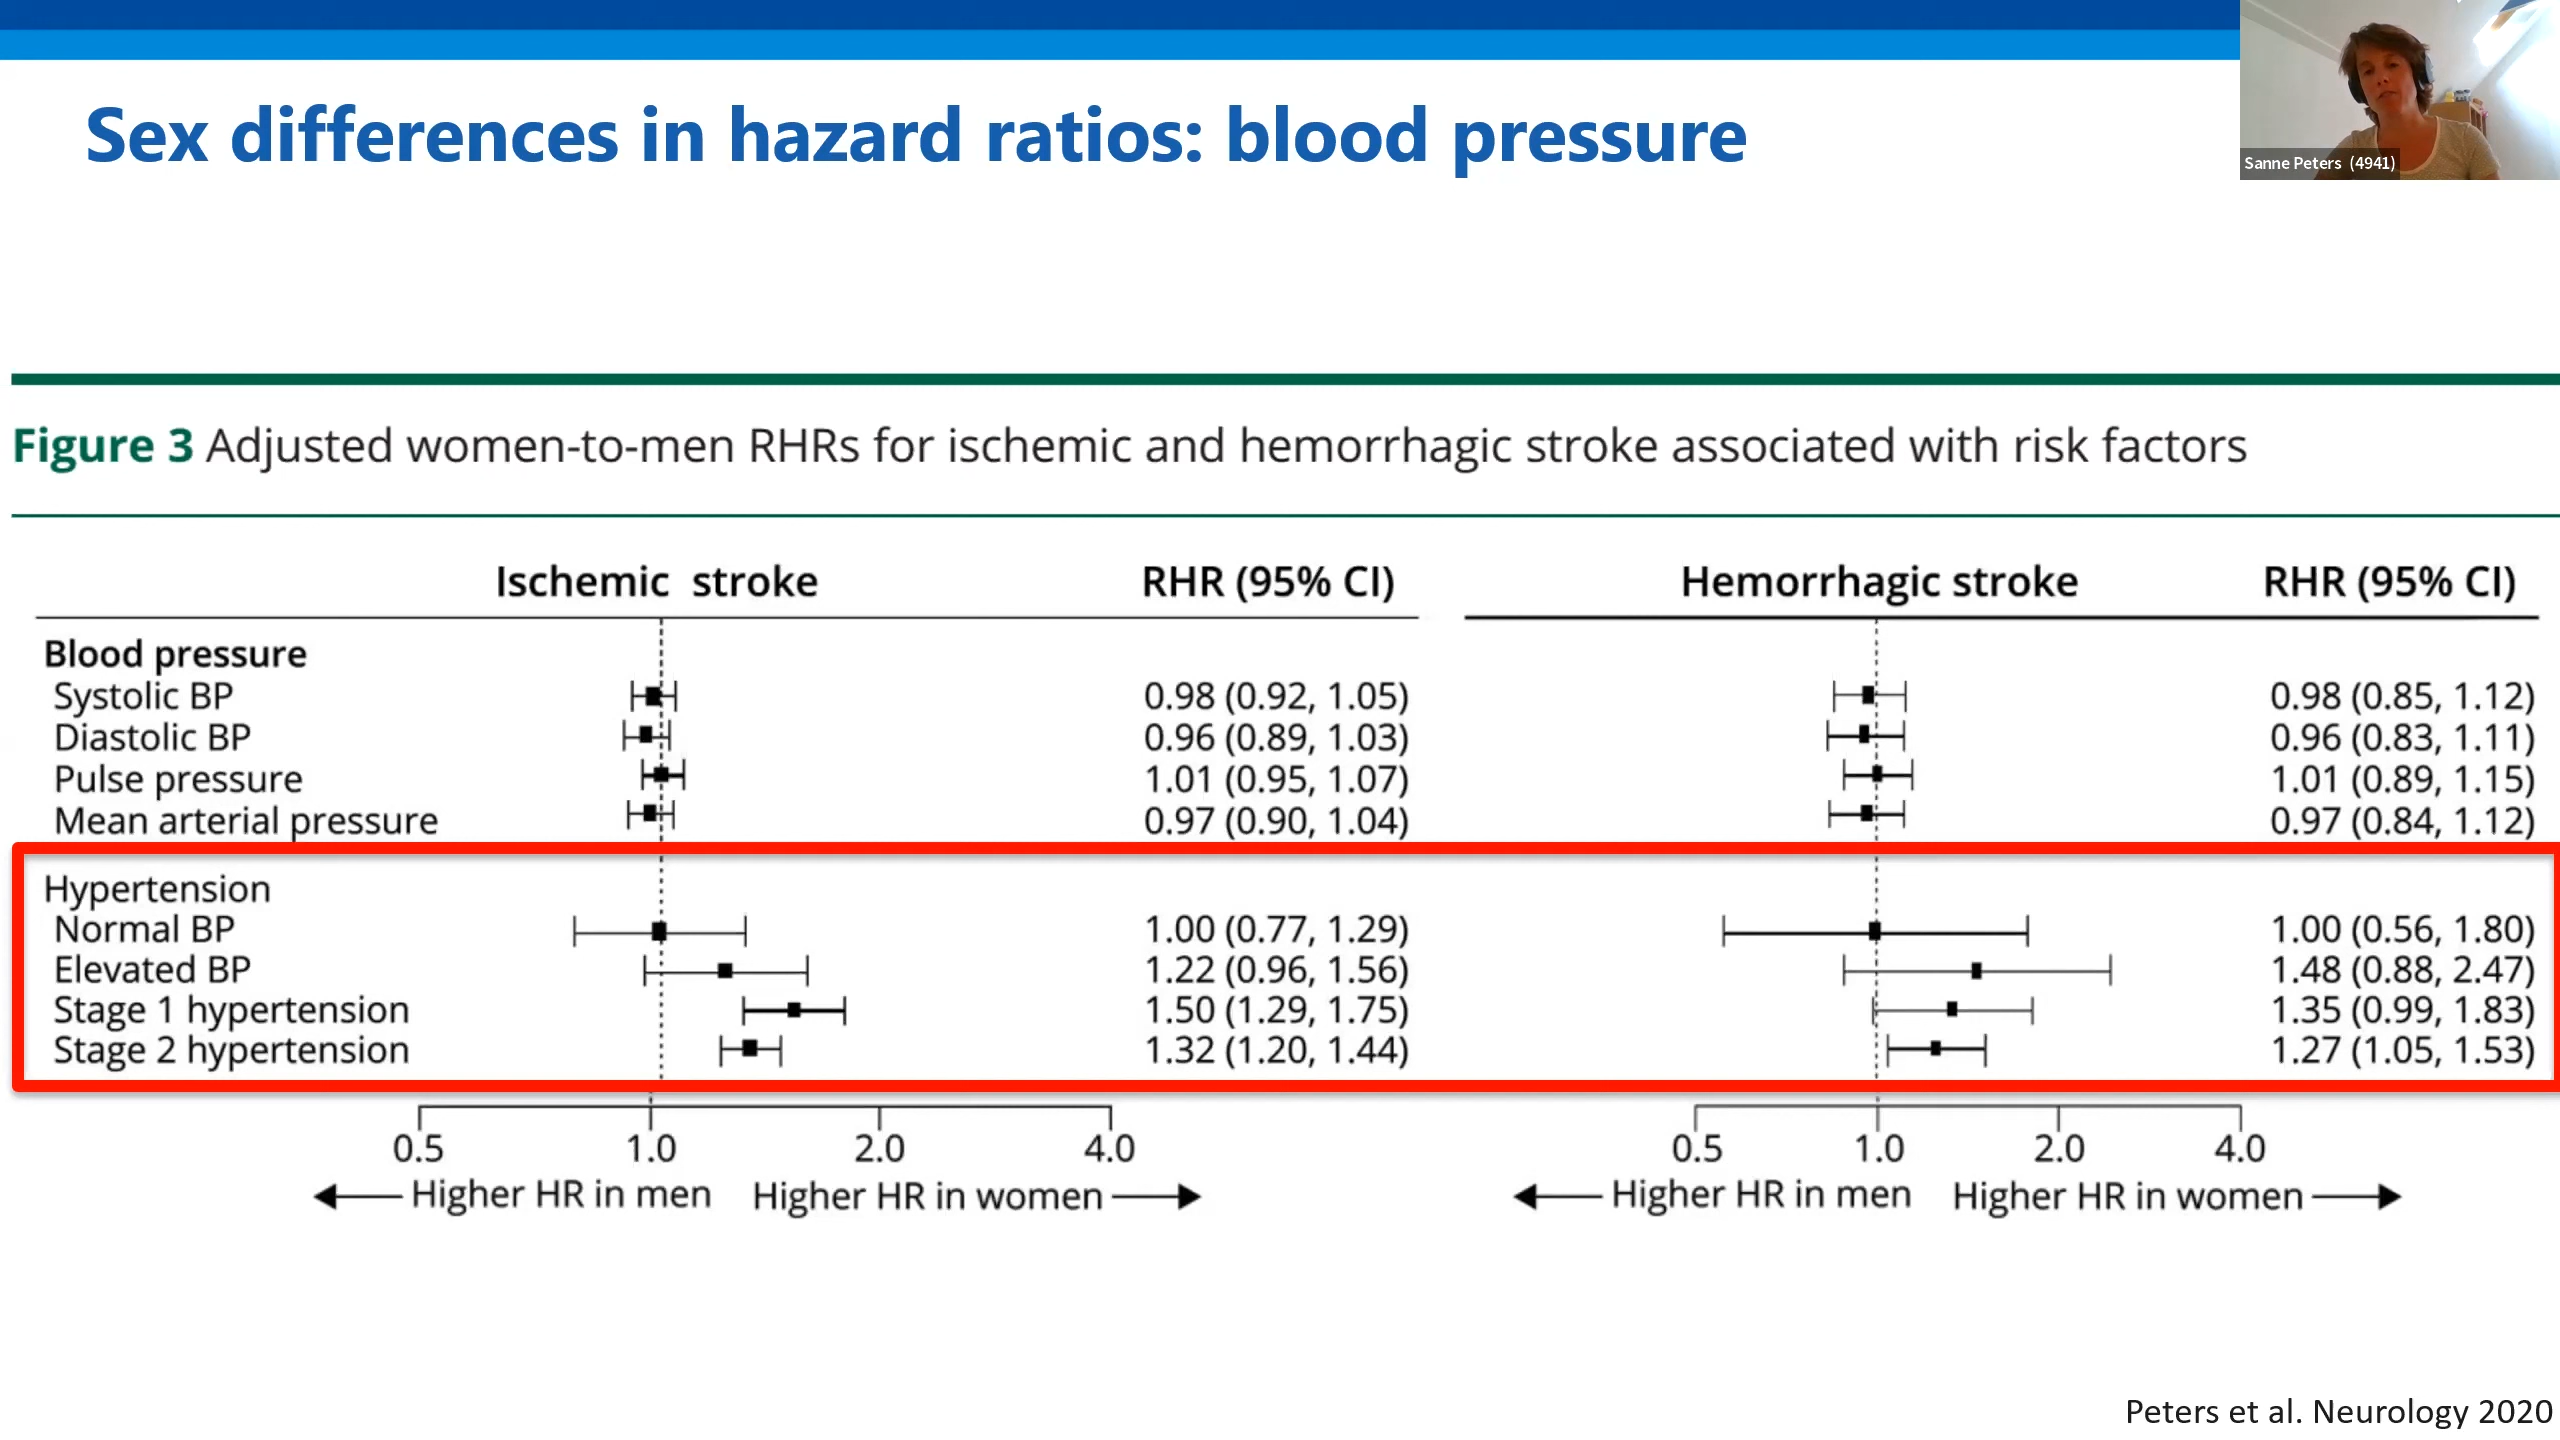 Sanne Peters (4941)
Sex differences in hazard ratios: blood pressure
Figure 3 Adjusted women-to-men RHRs for ischemic and hemorrhagic stroke associated with risk factors
Ischemic stroke RHR (95% CI) Hemorrhagic stroke RHR (95% CI)
Blood pressure
Systolic BP 0.98 (0.92, 1.05) 0.98 (0.85, 1.12)
Diastolic BP 0.96 (0.89, 1.03) 0.96 (0.83, 1.11)
Pulse pressure 1.01 (0.95, 1.07) 1.01 (0.89, 1.15)
Mean arterial pressure 0.97 (0.90, 1.04) 0.97 (0.84, 1.12)
Hypertension
Normal BP 1.00 (0.77, 1.29) 1.00 (0.56, 1.80)
Elevated BP 1.22 (0.96, 1.56) 1.48 (0.88, 2.47)
Stage 1 hypertension 1.50 (1.29, 1.75) 1.35 (0.99, 1.83)
Stage 2 hypertension 1.32 (1.20, 1.44) 1.27 (1.05, 1.53)
0.5 1.0 2.0 4.0 0.5 1.0 2.0 4.0
Higher HR in men Higher HR in women Higher HR in men Higher HR in women
Peters et al. Neurology 2020